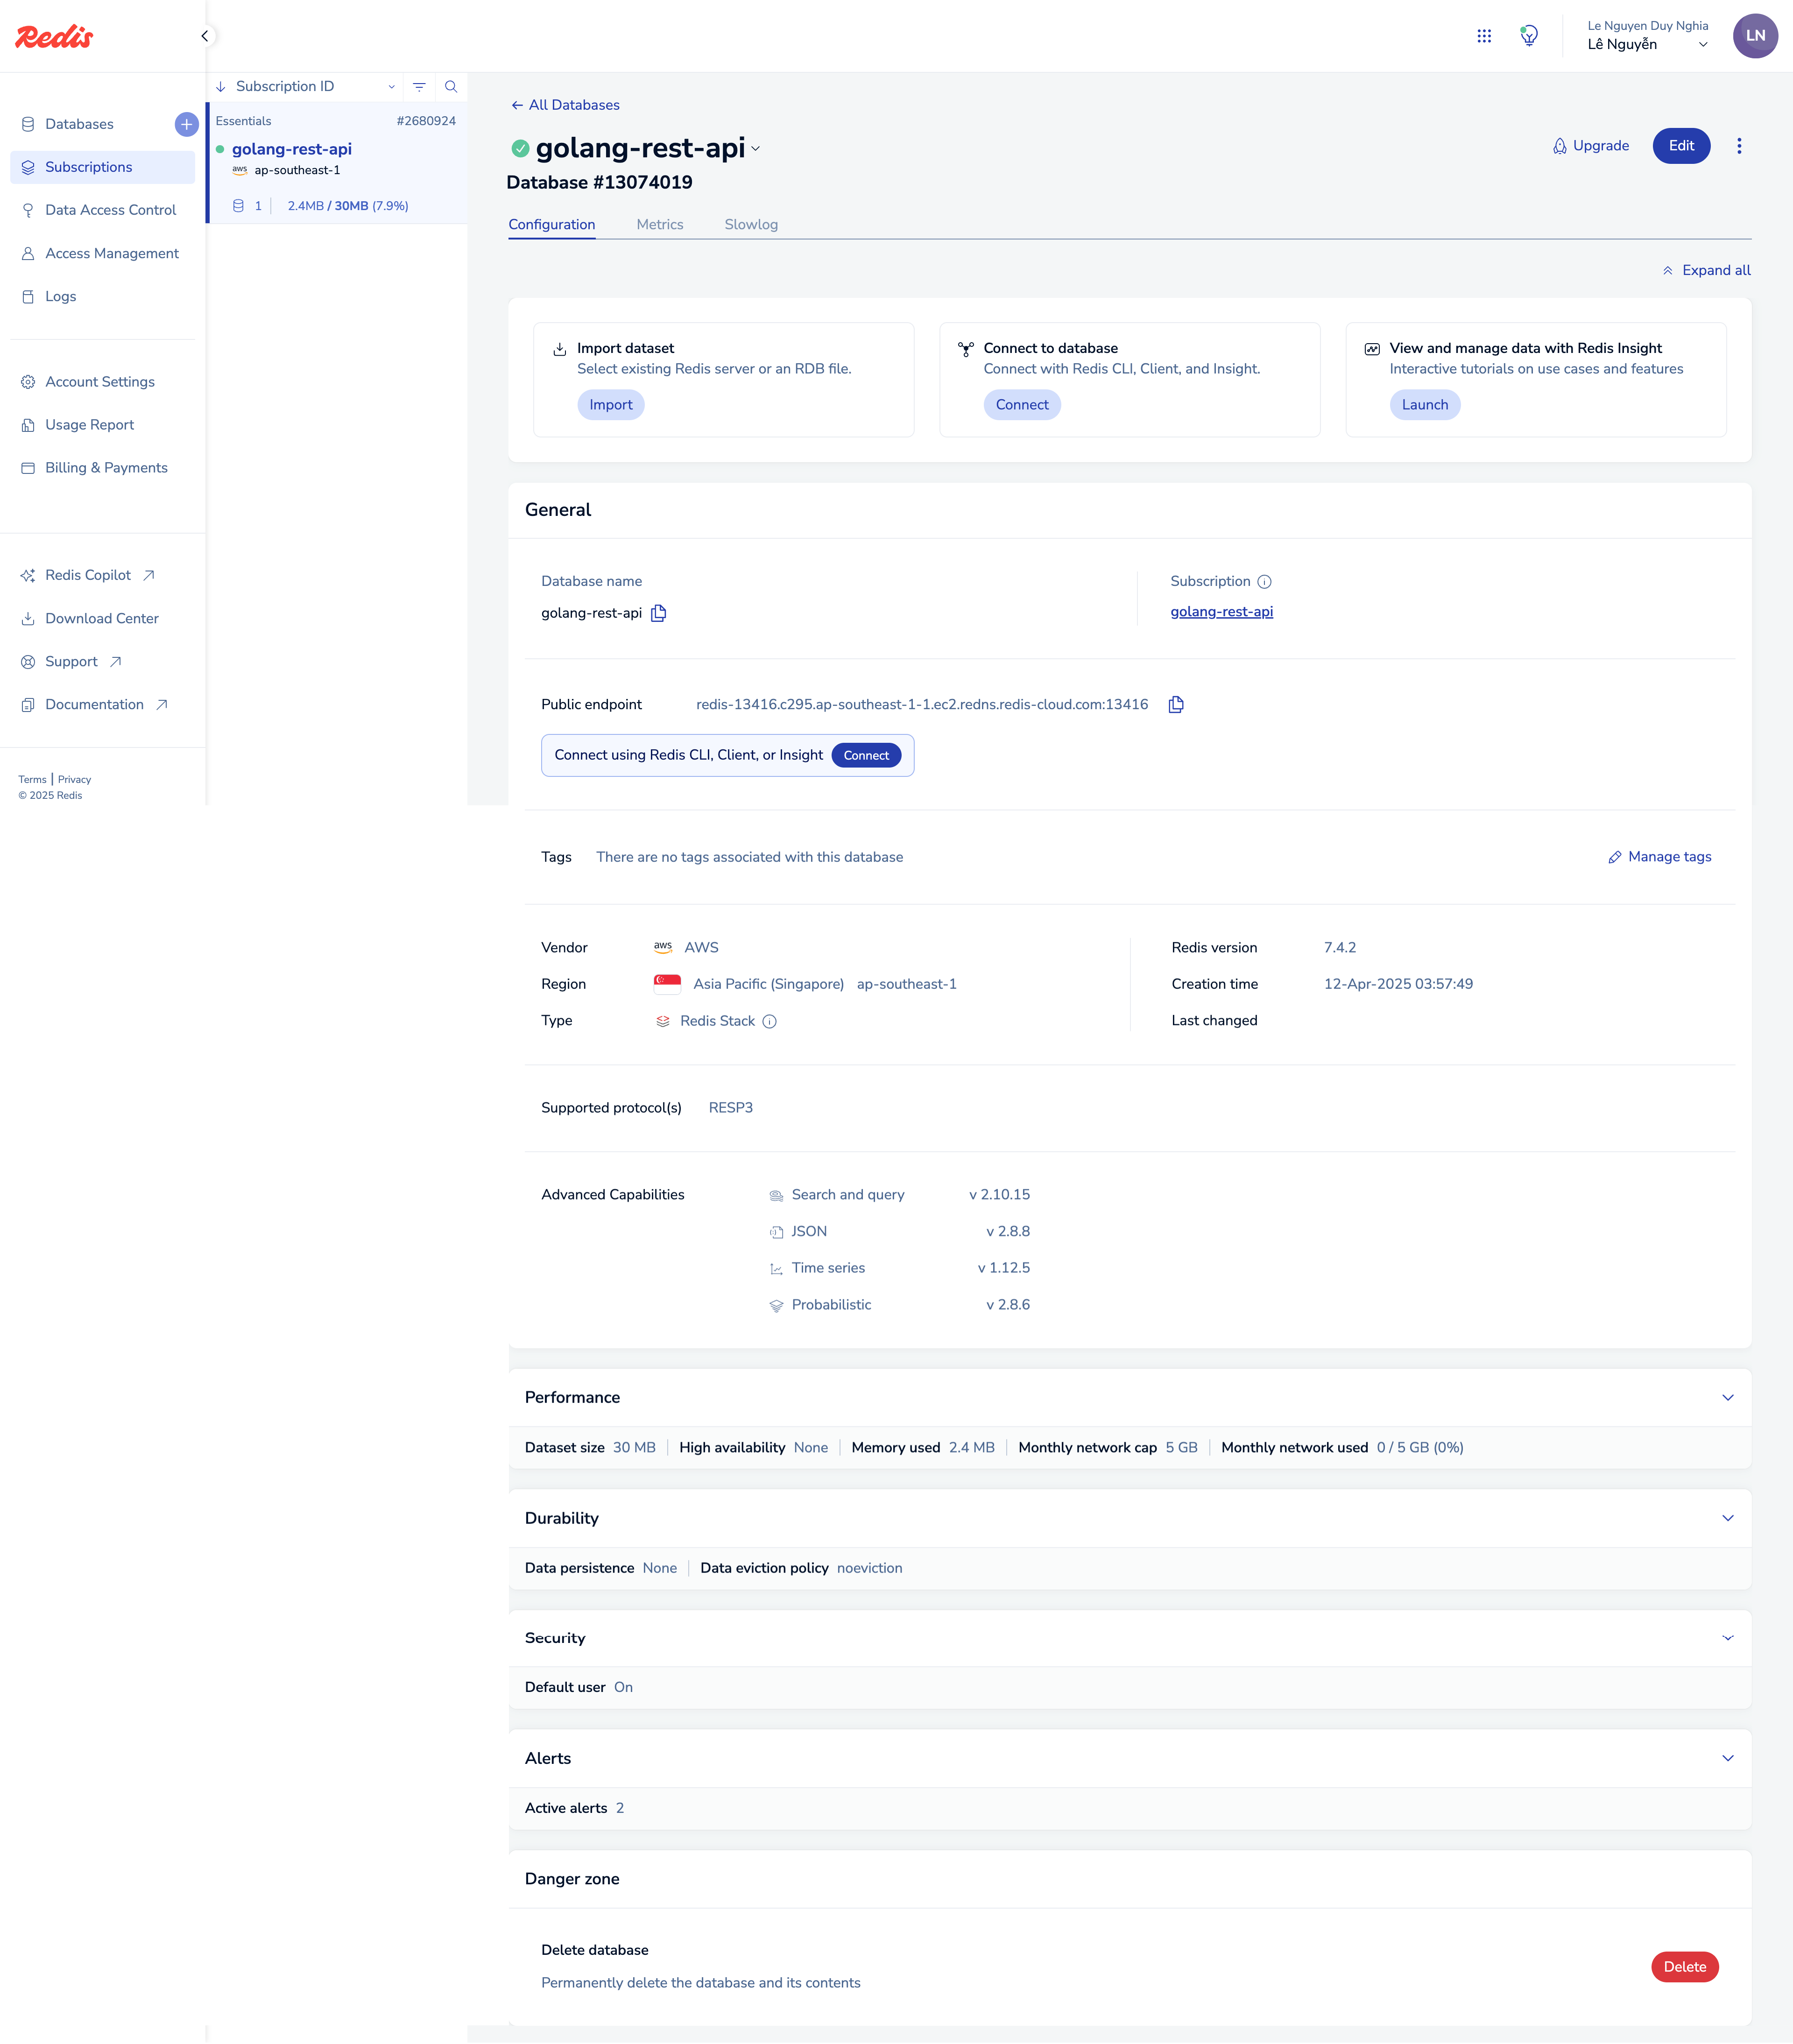 Redis
Le Nguyen Duy Nghia
Lê Nguyễn
LN
Databases
Subscriptions
Data Access Control
Access Management
Logs
Account Settings
Usage Report
Billing & Payments
Redis Copilot
Download Center
Support
Documentation
Terms | Privacy
© 2025 Redis
Subscription ID
Essentials #2680924
golang-rest-api
aws ap-southeast-1
1 2.4MB / 30MB (7.9%)
All Databases
golang-rest-api
Upgrade Edit
Database #13074019
Configuration Metrics Slowlog
Expand all
Import dataset
Select existing Redis server or an RDB file.
Import
Connect to database
Connect with Redis CLI, Client, and Insight.
Connect
View and manage data with Redis Insight
Interactive tutorials on use cases and features
Launch
General
Database name
golang-rest-api
Subscription
golang-rest-api
Public endpoint redis-13416.c295.ap-southeast-1-1.ec2.redns.redis-cloud.com:13416
Connect using Redis CLI, Client, or Insight Connect
Tags There are no tags associated with this database Manage tags
Vendor aws AWS
Region Asia Pacific (Singapore) ap-southeast-1
Type Redis Stack
Redis version 7.4.2
Creation time 12-Apr-2025 03:57:49
Last changed
Supported protocol(s) RESP3
Advanced Capabilities
Search and query v 2.10.15
JSON v 2.8.8
Time series v 1.12.5
Probabilistic v 2.8.6
Performance
Dataset size 30 MB High availability None Memory used 2.4 MB Monthly network cap 5 GB Monthly network used 0 / 5 GB (0%)
Durability
Data persistence None Data eviction policy noeviction
Security
Default user On
Alerts
Active alerts 2
Danger zone
Delete database
Permanently delete the database and its contents
Delete